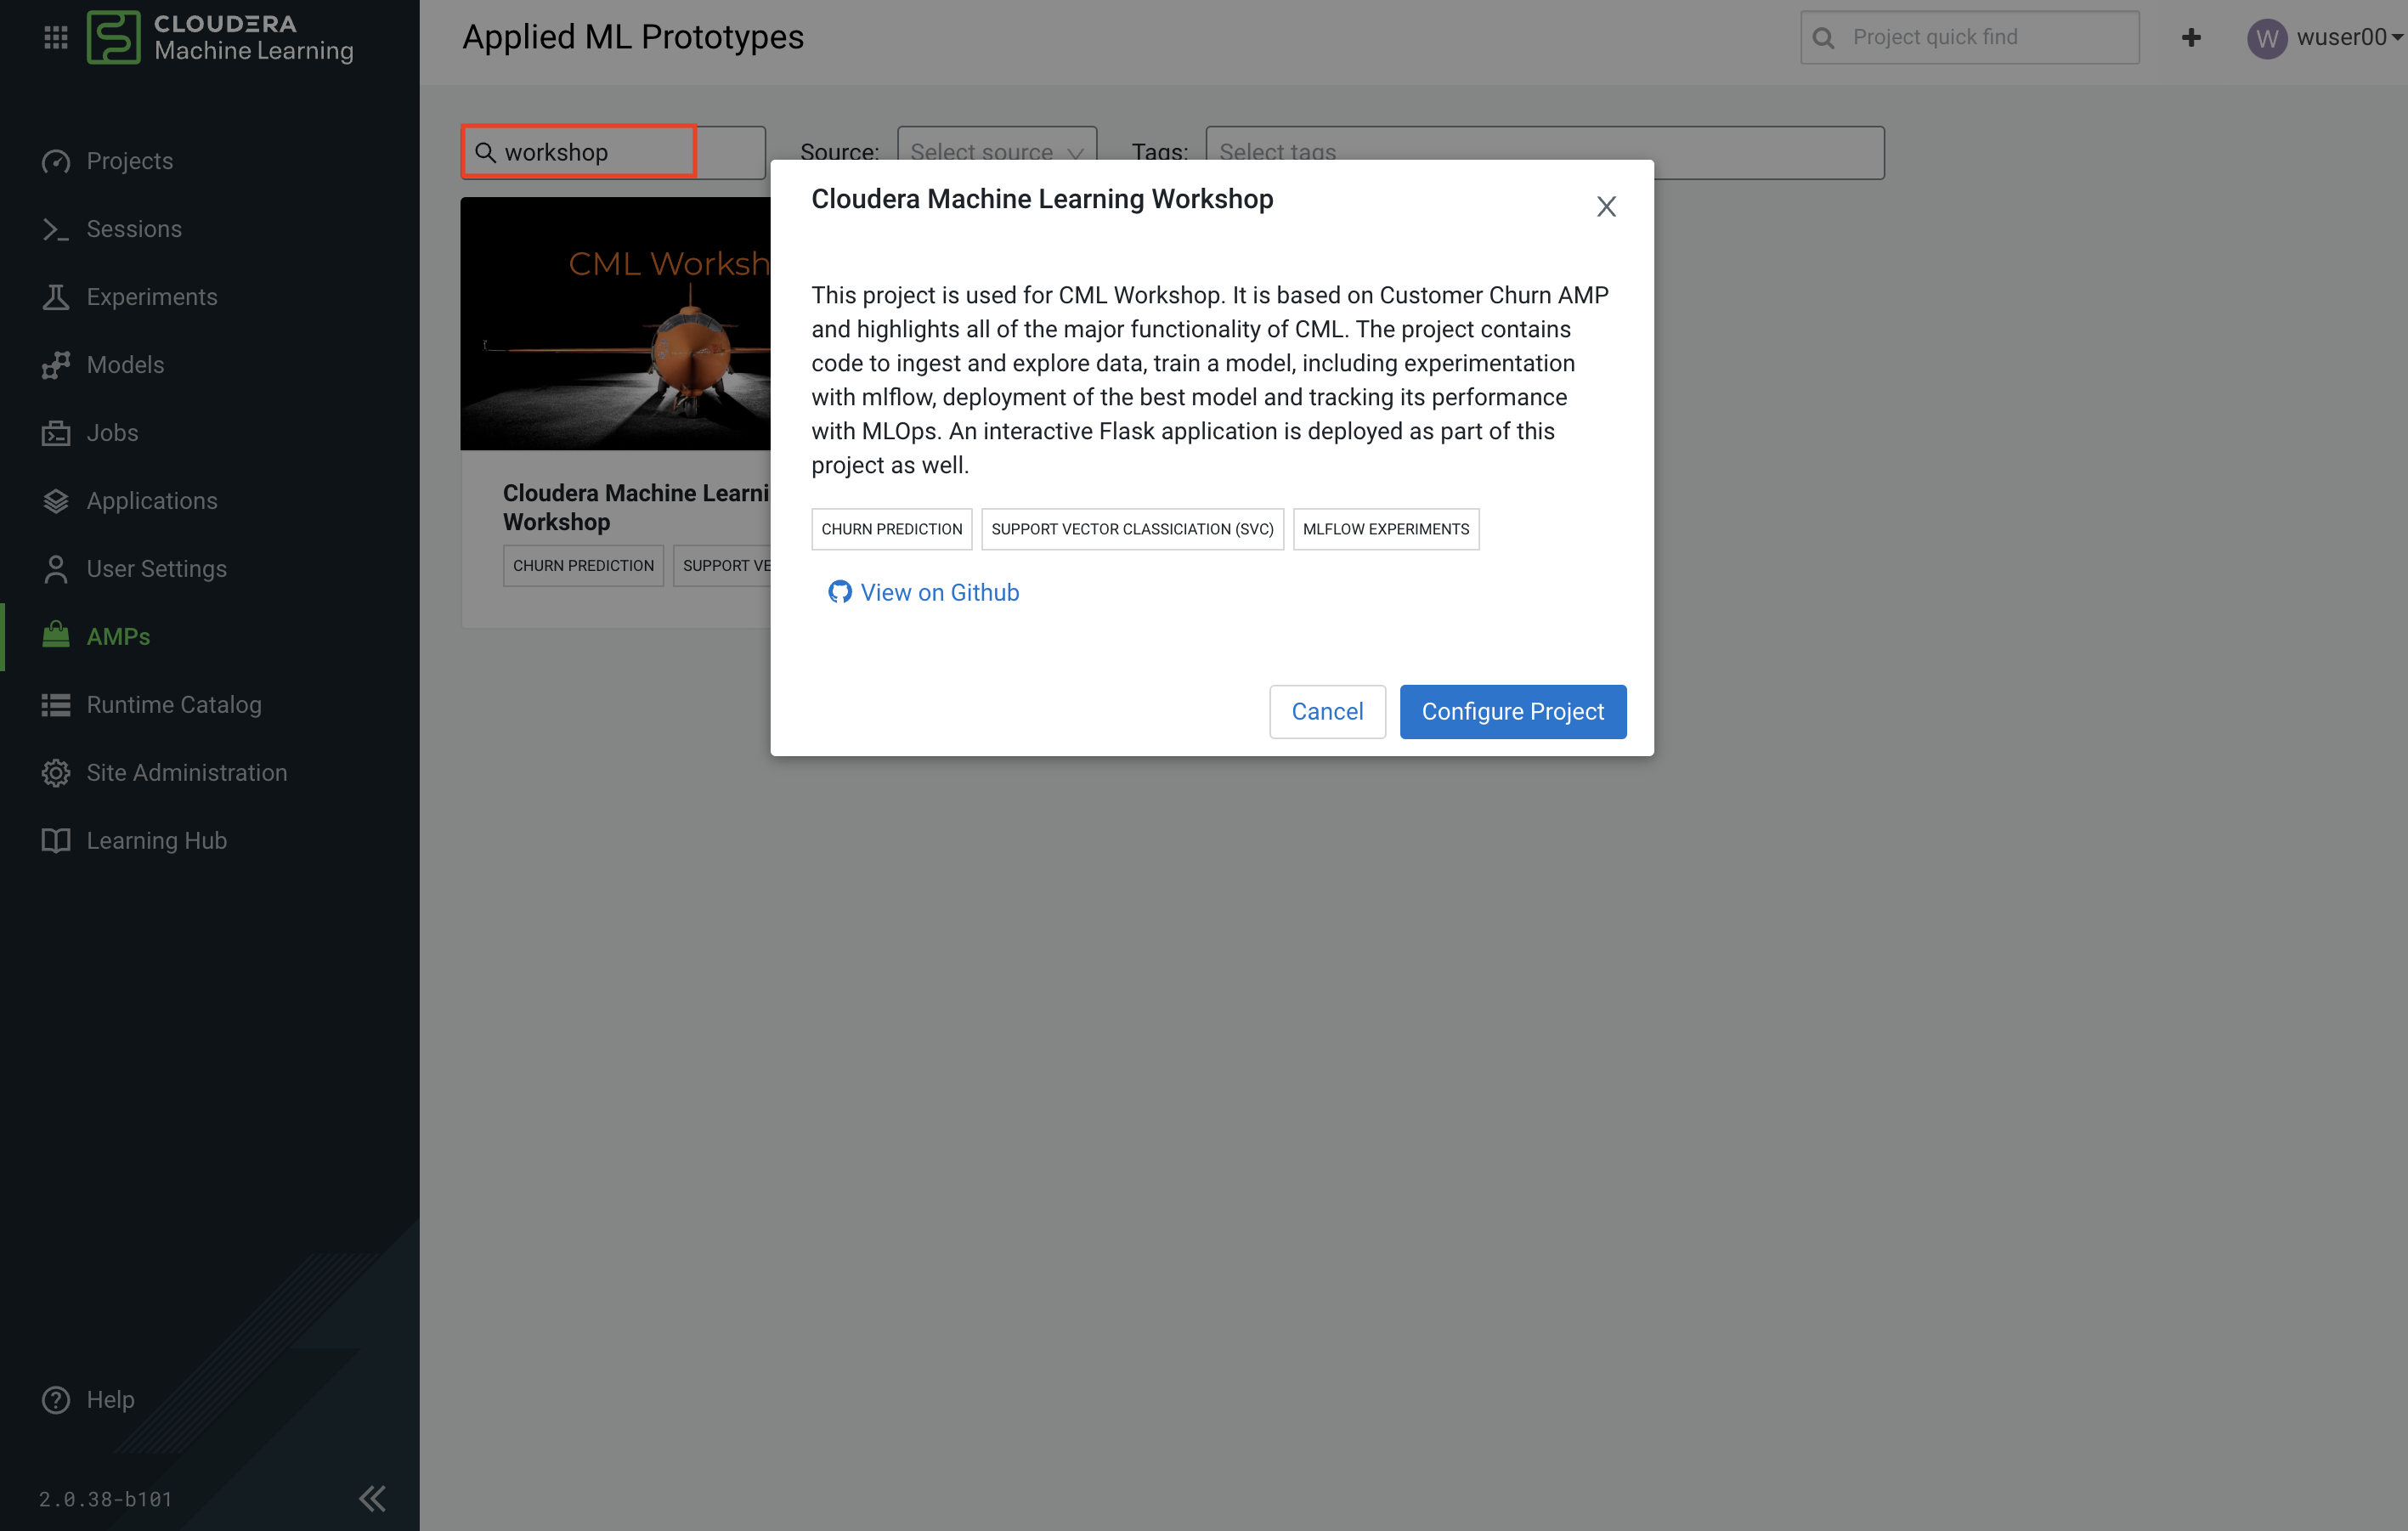 CLOUDERA
Machine Learning
Applied ML Prototypes
Project quick find
W
wuser00
Projects
Sessions
Experiments
Models
Jobs
Applications
User Settings
AMPs
Runtime Catalog
Site Administration
Learning Hub
Help
2.0.38-b101
workshop
Source:
Select source
Tags:
Select tags
CML Worksh
Cloudera Machine Learni
Workshop
CHURN PREDICTION
SUPPORT VE
Cloudera Machine Learning Workshop
X
This project is used for CML Workshop. It is based on Customer Churn AMP
and highlights all of the major functionality of CML. The project contains
code to ingest and explore data, train a model, including experimentation
with mlflow, deployment of the best model and tracking its performance
with MLOps. An interactive Flask application is deployed as part of this
project as well.
CHURN PREDICTION
SUPPORT VECTOR CLASSICIATION (SVC)
MLFLOW EXPERIMENTS
View on Github
Cancel
Configure Project